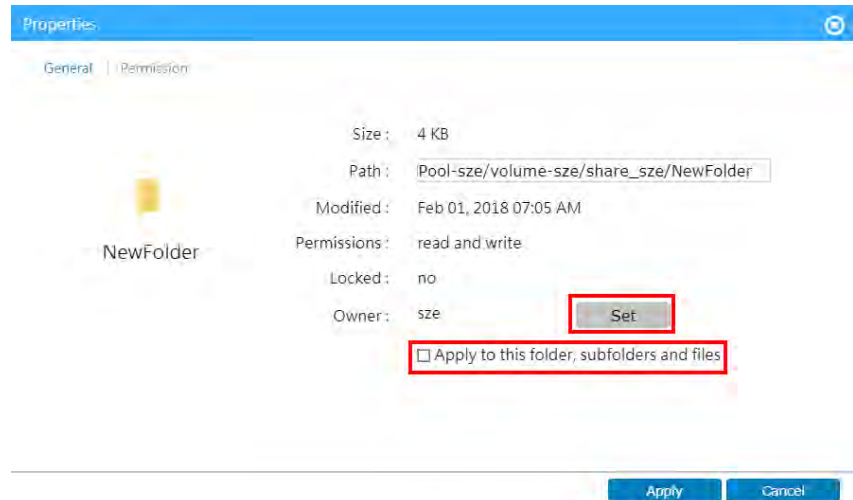 Properties
General | Permission
Size : 4 KB
Path : Pool-sze/volume-sze/share_sze/NewFolder
Modified : Feb 01, 2018 07:05 AM
NewFolder
Permissions : read and write
Locked : no
Owner : sze Set
Apply to this folder, subfolders and files
Apply Cancel